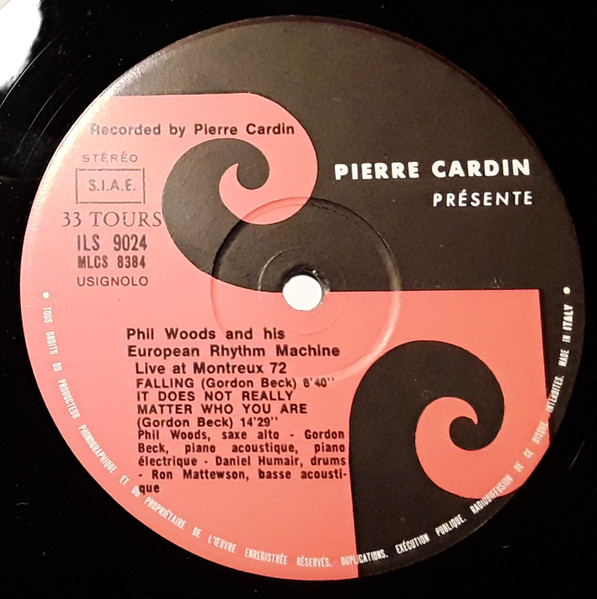 Recorded by Pierre Cardin
STÉRÉO
S.I.A.E.
33 TOURS
ILS 9024
MLCS 8384
USIGNOLO
PIERRE CARDIN
PRÉSENTE
Phil Woods and his
European Rhythm Machine
Live at Montreux 72
FALLING (Gordon Beck) 8'40"
IT DOES NOT REALLY
MATTER WHO YOU ARE
(Gordon Beck) 14'29"
Phil Woods, saxe alto - Gordon
Beck, piano acoustique, piano
électrique - Daniel Humair, drums
- Ron Mattewson, basse acousti-
que
• TOUS DROITS DU PRODUCTEUR PHONOGRAPHIQUE. ET DU PROPRIÉTAIRE DE L'ŒUVRE ENREGISTRÉE RÉSERVÉS. DUPLICATIONS. EXÉCUTION PUBLIQUE. RADIODIFFUSION DE CE DISQUE INTERDITES. MADE IN ITALY •